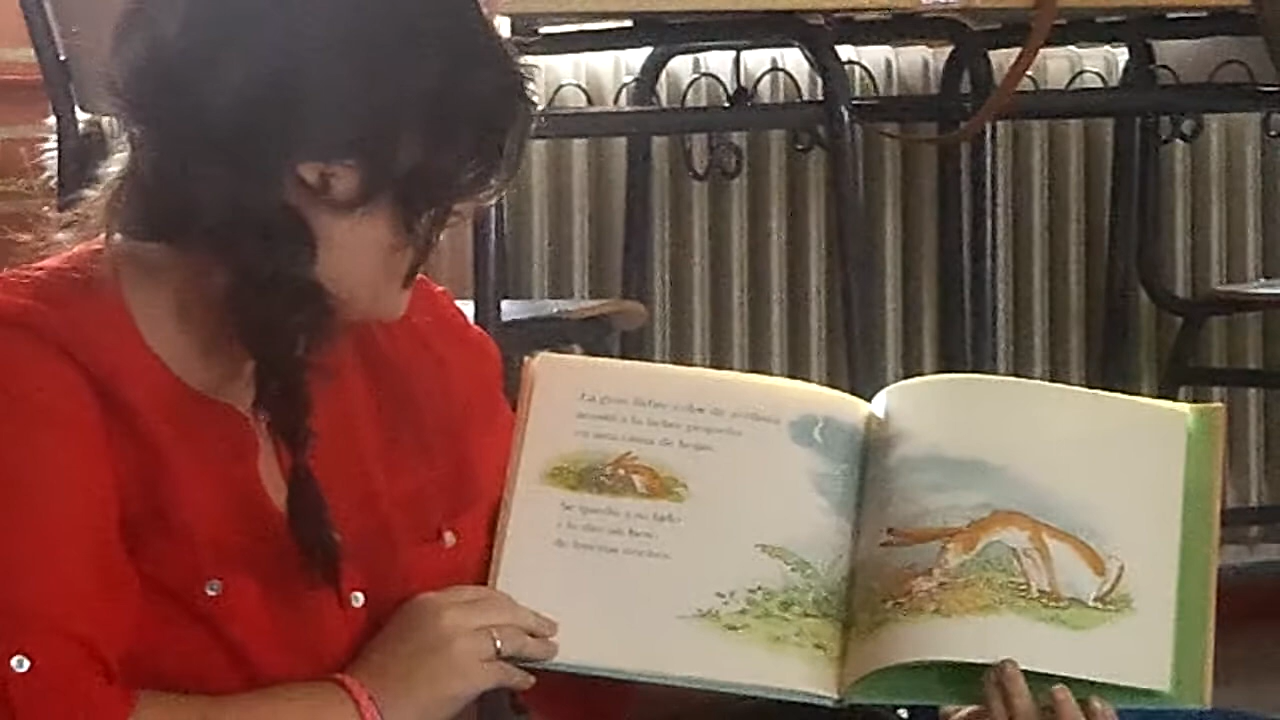 La gran liebre color de avellana
acostó a la liebre pequeña
en una cama de hojas.
Se quedó a su lado
y le dio un beso
de buenas noches.